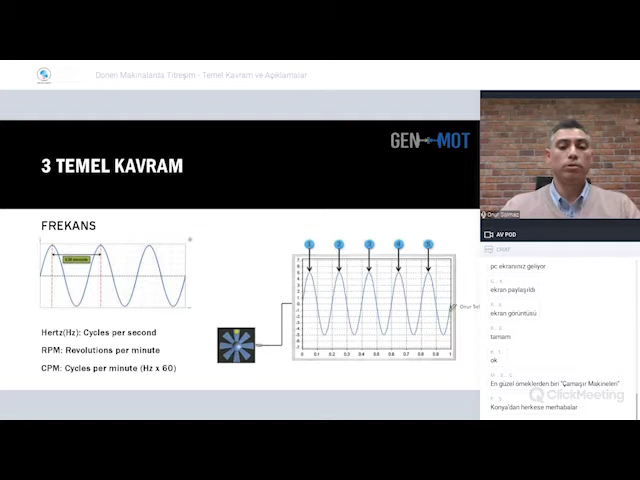 Dönen Makinalarda Titreşim - Temel Kavram ve Açıklamalar
GEN MOT
3 TEMEL KAVRAM
FREKANS
Hertz(Hz): Cycles per second
RPM: Revolutions per minute
CPM: Cycles per minute (Hz x 60)
1 2 3 4 5
0 0.1 0.2 0.3 0.4 0.5 0.6 0.7 0.8 0.9 1
Onur Sol
Onur Solmaz
AV POD
CHAT
pc ekranınız geliyor
ekran paylaşıldı
ekran görüntüsü
tamam
ok
En güzel örneklerden biri "Çamaşır Makineleri"
ClickMeeting
Konya'dan herkese merhabalar